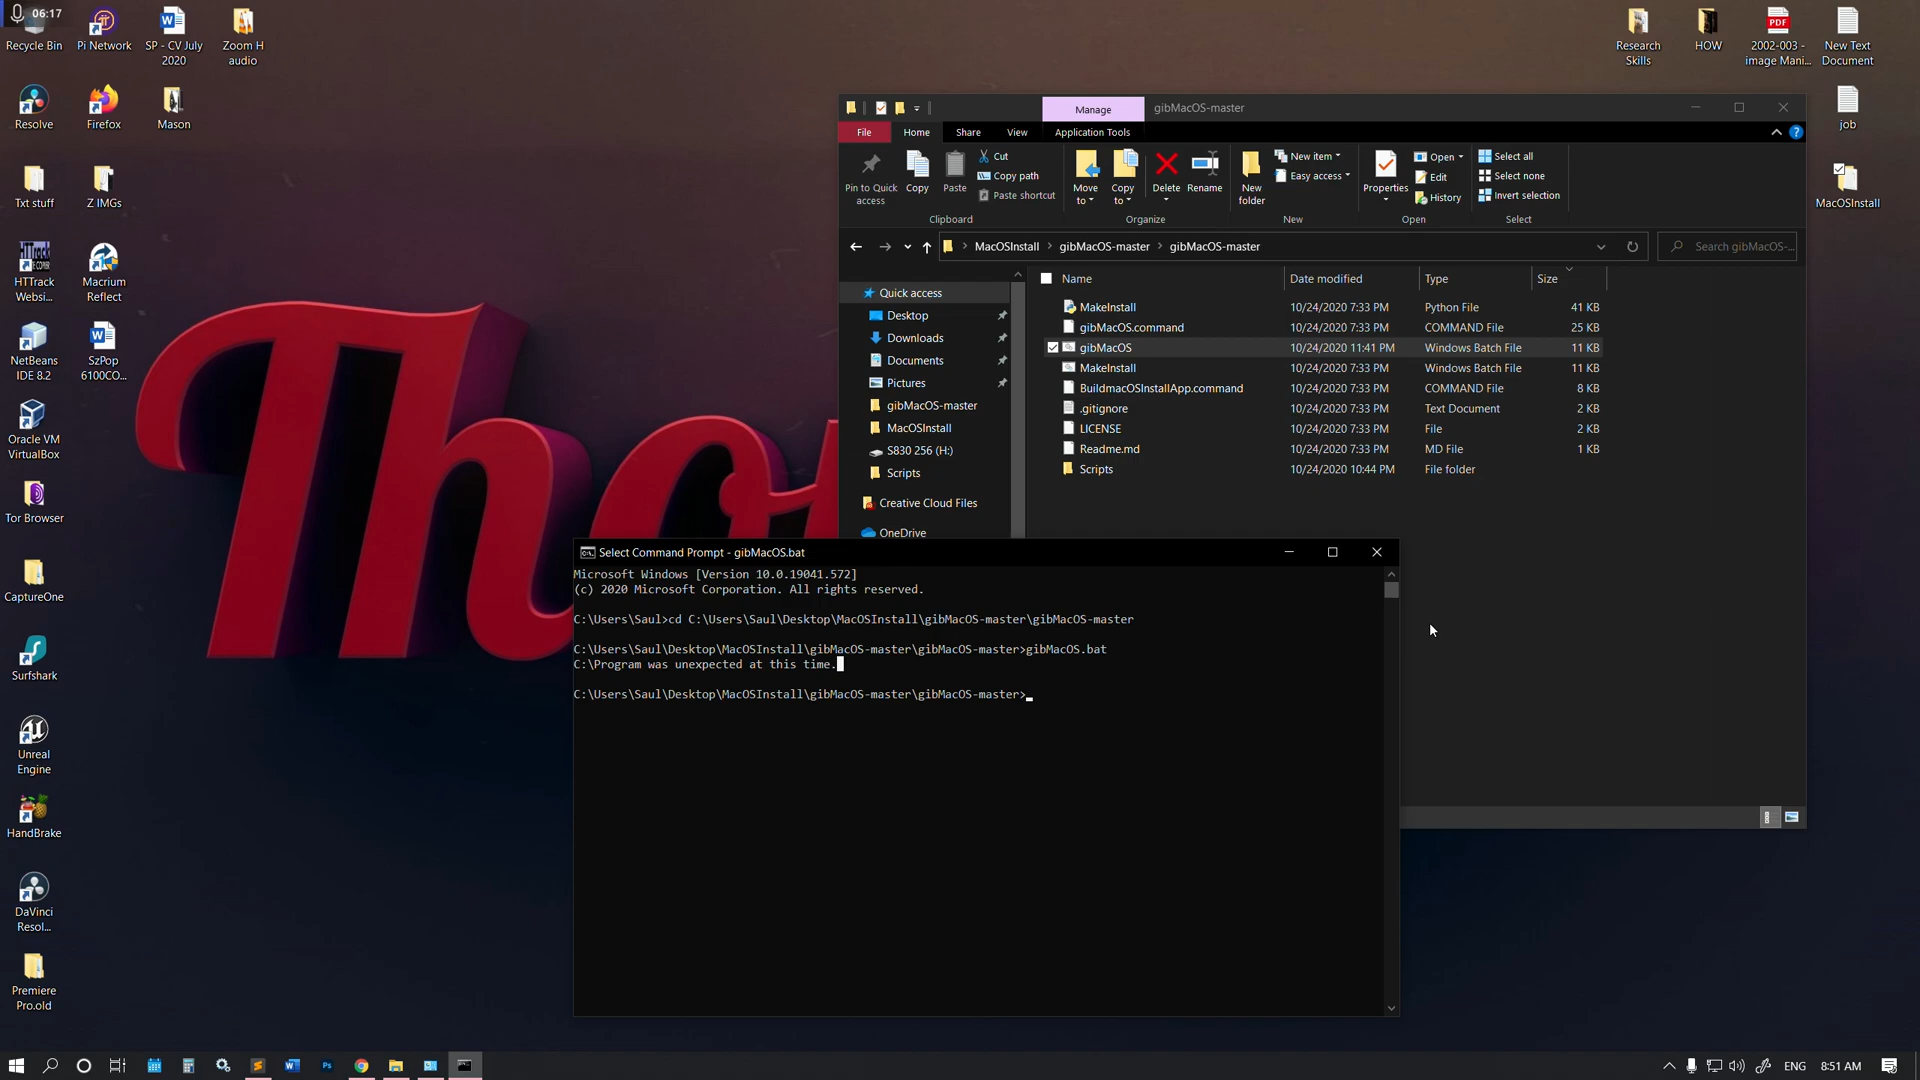 06:17
Recycle Bin
Pi Network
SP - CV July
2020
Zoom H
audio
Resolve
Firefox
Mason
Txt stuff
Z IMGs
HTTrack
Websi...
Macrium
Reflect
NetBeans
IDE 8.2
SzPop
6100CO...
Oracle VM
VirtualBox
Tor Browser
CaptureOne
Surfshark
Unreal
Engine
HandBrake
DaVinci
Resol...
Premiere
Pro.old
Research
Skills
HOW
PDF
2002-003 -
image Mani...
New Text
Document
job
MacOSInstall
Tho
Manage
gibMacOS-master
File
Home
Share
View
Application Tools
Pin to Quick
access
Copy
Paste
Cut
Copy path
Paste shortcut
Clipboard
Move
to
Copy
to
Delete
Rename
Organize
New
folder
New item
Easy access
New
Properties
Open
Edit
History
Open
Select all
Select none
Invert selection
Select
MacOSInstall
gibMacOS-master
gibMacOS-master
Search gibMacOS-...
Quick access
Desktop
Downloads
Documents
Pictures
gibMacOS-master
MacOSInstall
S830 256 (H:)
Scripts
Creative Cloud Files
OneDrive
Name Date modified Type Size
MakeInstall 10/24/2020 7:33 PM Python File 41 KB
gibMacOS.command 10/24/2020 7:33 PM COMMAND File 25 KB
gibMacOS 10/24/2020 11:41 PM Windows Batch File 11 KB
MakeInstall 10/24/2020 7:33 PM Windows Batch File 11 KB
BuildmacOSInstallApp.command 10/24/2020 7:33 PM COMMAND File 8 KB
.gitignore 10/24/2020 7:33 PM Text Document 2 KB
LICENSE 10/24/2020 7:33 PM File 2 KB
Readme.md 10/24/2020 7:33 PM MD File 1 KB
Scripts 10/24/2020 10:44 PM File folder
Select Command Prompt - gibMacOS.bat
Microsoft Windows [Version 10.0.19041.572]
(c) 2020 Microsoft Corporation. All rights reserved.
C:\Users\Saul>cd C:\Users\Saul\Desktop\MacOSInstall\gibMacOS-master\gibMacOS-master
C:\Users\Saul\Desktop\MacOSInstall\gibMacOS-master\gibMacOS-master>gibMacOS.bat
C:\Program was unexpected at this time.
C:\Users\Saul\Desktop\MacOSInstall\gibMacOS-master\gibMacOS-master>
Ps
ENG
8:51 AM